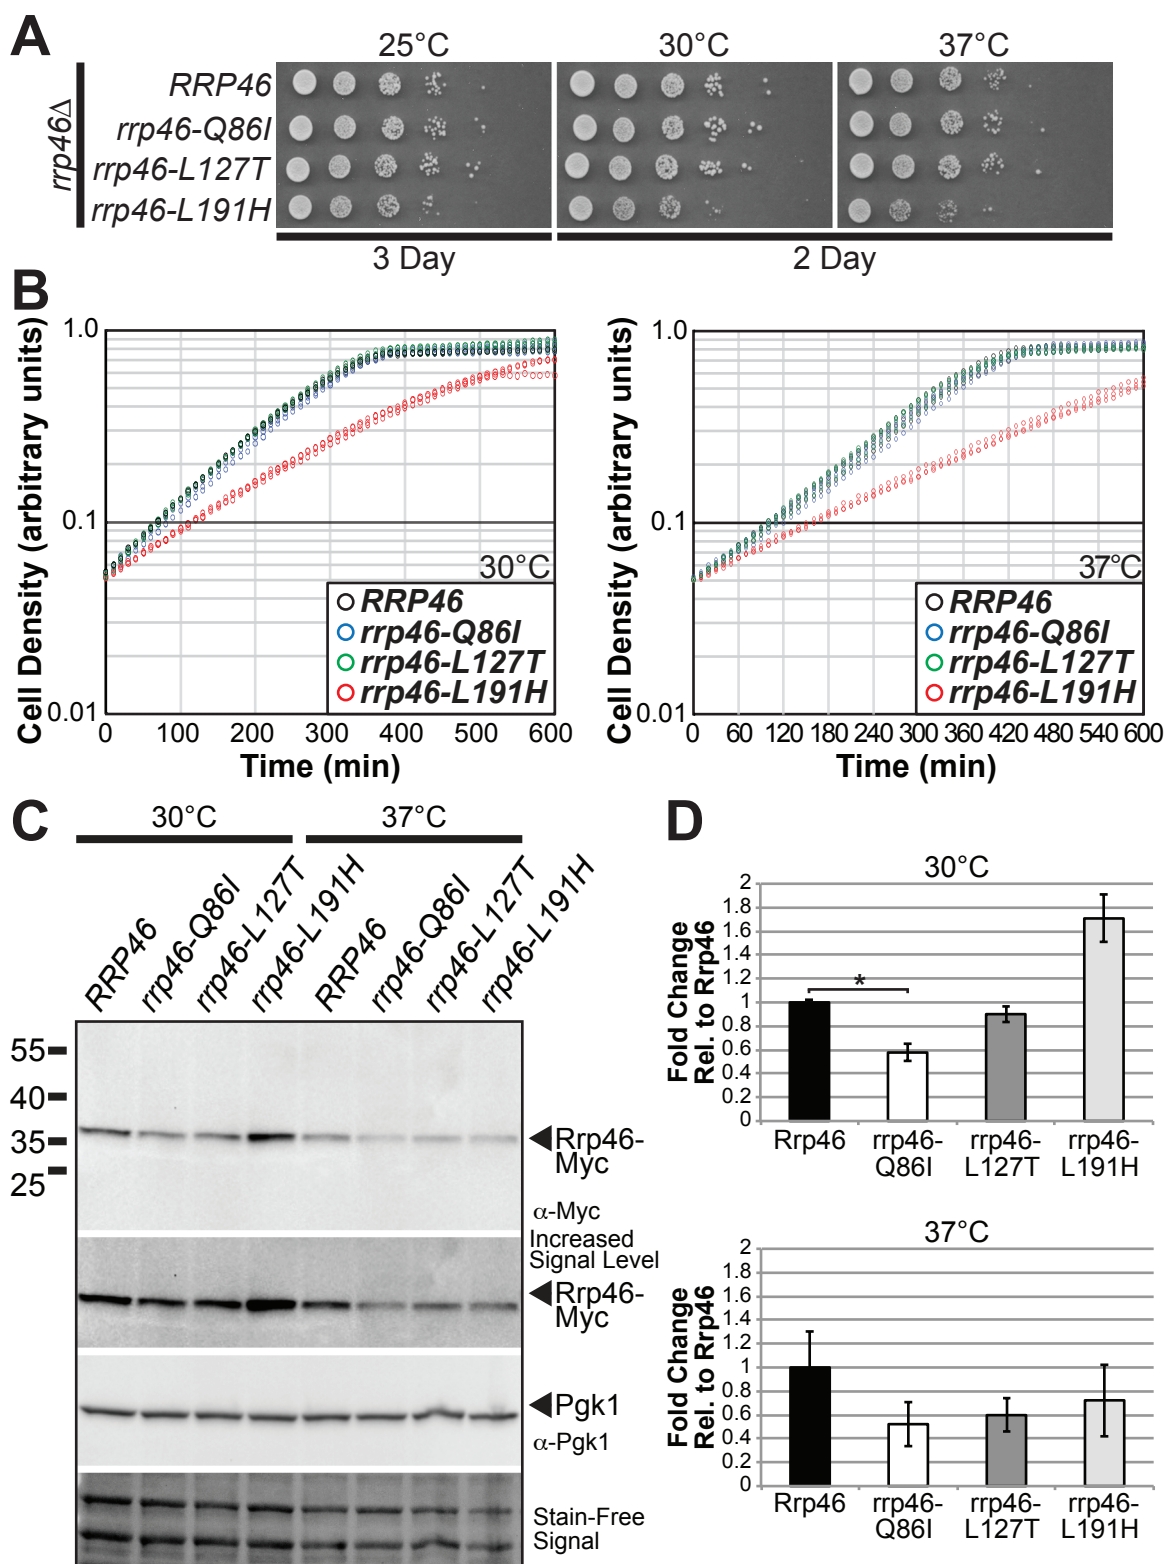 A
25°C 30°C 37°C
rrp46Δ
RRP46
rrp46-Q86I
rrp46-L127T
rrp46-L191H
3 Day 2 Day
B
Cell Density (arbitrary units)
1.0
0.1
0.01
30°C
RRP46
rrp46-Q86I
rrp46-L127T
rrp46-L191H
0 100 200 300 400 500 600
Time (min)
Cell Density (arbitrary units)
1.0
0.1
0.01
37°C
RRP46
rrp46-Q86I
rrp46-L127T
rrp46-L191H
0 60 120 180 240 300 360 420 480 540 600
Time (min)
C
30°C 37°C
RRP46
rrp46-Q86I
rrp46-L127T
rrp46-L191H
RRP46
rrp46-Q86I
rrp46-L127T
rrp46-L191H
55
40
35
25
Rrp46-
Myc
α-Myc
Increased
Signal Level
Rrp46-
Myc
Pgk1
α-Pgk1
Stain-Free
Signal
D
30°C
Fold Change
Rel. to Rrp46
2
1.8
1.6
1.4
1.2
1
0.8
0.6
0.4
0.2
0
*
Rrp46
rrp46-
Q86I
rrp46-
L127T
rrp46-
L191H
37°C
Fold Change
Rel. to Rrp46
2
1.8
1.6
1.4
1.2
1
0.8
0.6
0.4
0.2
0
Rrp46
rrp46-
Q86I
rrp46-
L127T
rrp46-
L191H